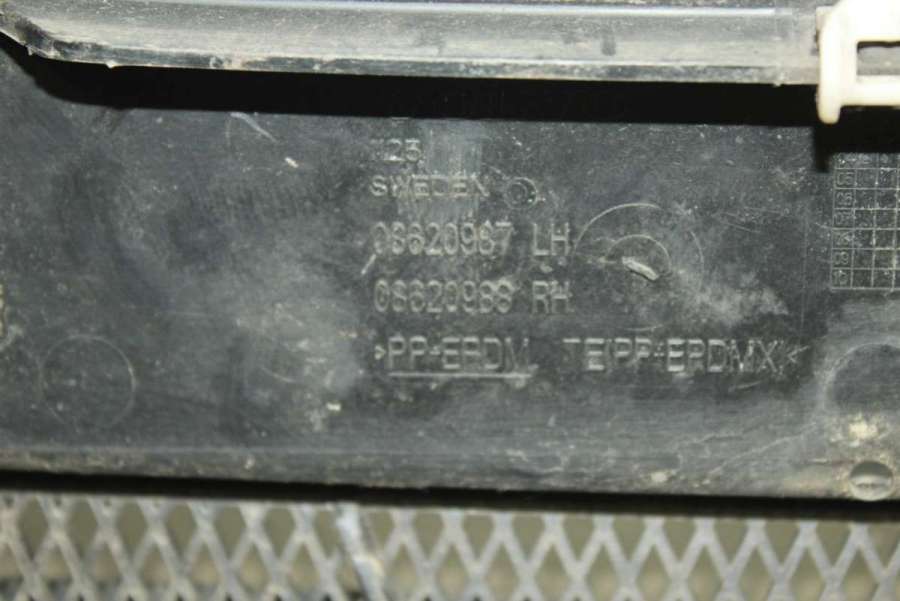 SWEDEN
08620987 LH
08620988 RH
>PP+EPDM TE(PP+EPDMX)<